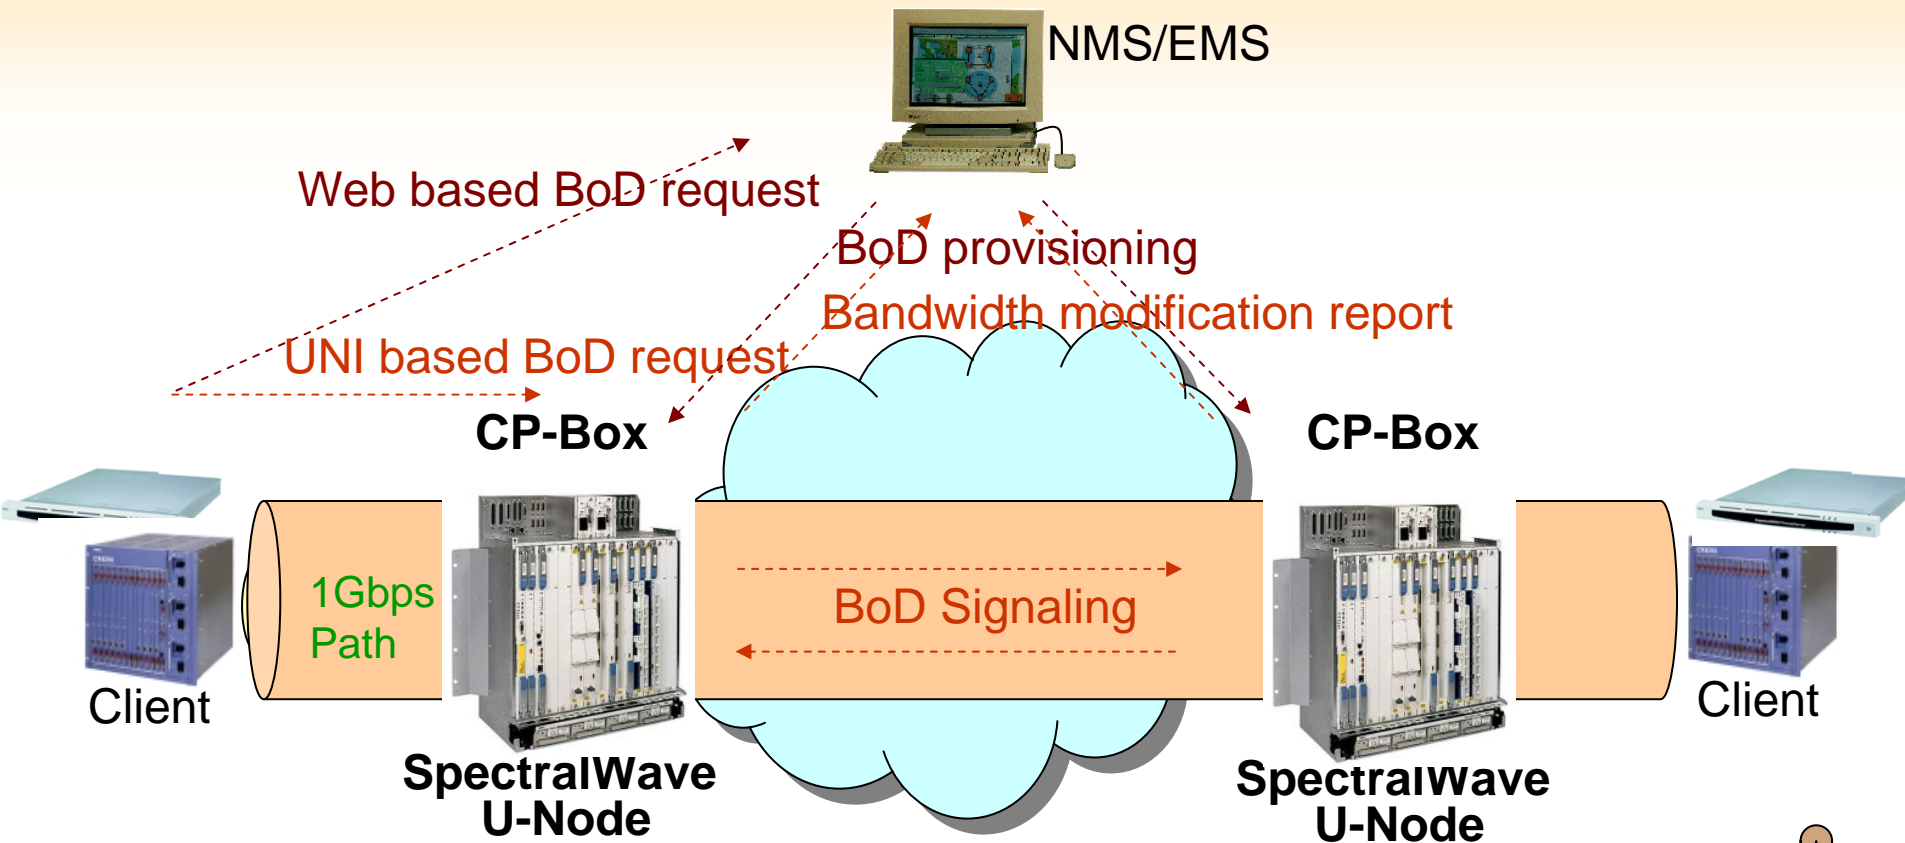 NMS/EMS
Web based BoD request
BoD provisioning
Bandwidth modification report
UNI based BoD request
CP-Box
CP-Box
1Gbps
Path
BoD Signaling
Client
Client
SpectralWave
U-Node
SpectralWave
U-Node